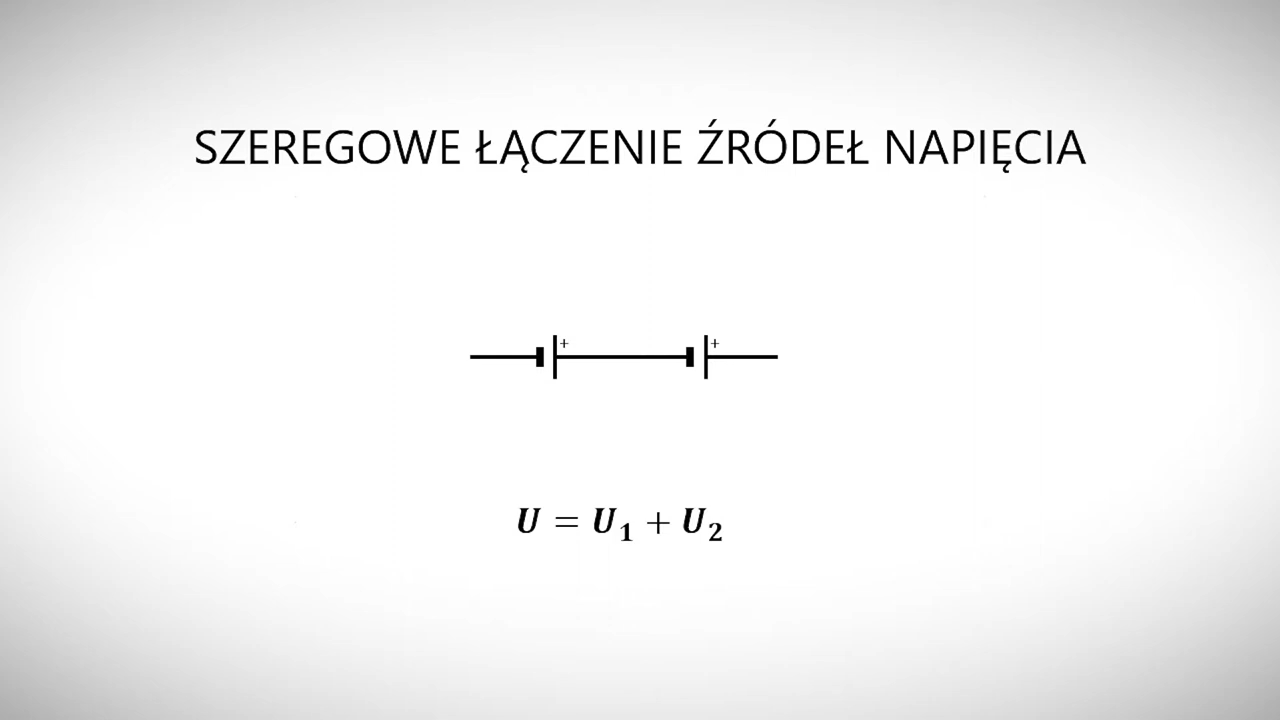 SZEREGOWE ŁĄCZENIE ŹRÓDEŁ NAPIĘCIA
+ +
U = U₁ + U₂